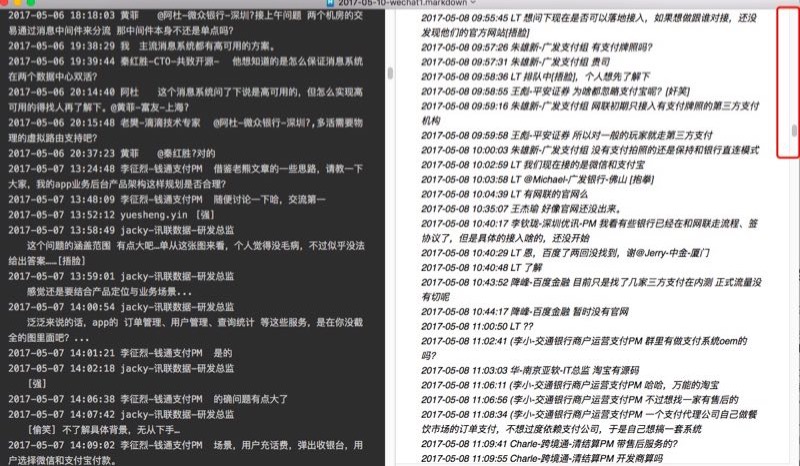 2017-05-10-wechat1.markdown
2017-05-06 18:18:03 黄菲 @阿杜-微众银行-深圳?接上午问题 两个机房的交
易通过消息中间件来分流 那中间件本身不还是单点吗?
2017-05-06 19:38:29 我 主流消息系统都有高可用的方案。
2017-05-06 19:39:44 秦红胜-CTO-共致开源- 他想知道的是怎么保证消息系统
在两个数据中心双活?
2017-05-06 20:14:40 阿杜 这个消息系统问了下说是高可用的，但怎么实现高
可用的得找人再了解下。@黄菲-富友-上海?
2017-05-06 20:15:48 老樊-滴滴技术专家 @阿杜-微众银行-深圳?,多活需要物
理的虚拟路由支持吧?
2017-05-06 20:37:23 黄菲 @秦红胜?对的
2017-05-07 13:24:48 李征烈-钱通支付PM 借鉴老熊文章的一些思路，请教一下
大家，我的app业务后台产品架构这样规划是否合理?
2017-05-07 13:48:09 李征烈-钱通支付PM 随便讨论一下哈，交流第一
2017-05-07 13:52:12 yuesheng.yin [强]
2017-05-07 13:58:49 jacky-讯联数据-研发总监
这个问题的涵盖范围 有点大吧…单从这张图来看，个人觉得没毛病，不过似乎没法
给出答案……[捂脸]
2017-05-07 13:59:01 jacky-讯联数据-研发总监
感觉还是要结合产品定位与业务场景...
2017-05-07 14:00:54 jacky-讯联数据-研发总监
泛泛来说的话，app的 订单管理、用户管理、查询统计 等这些服务，是在你没截
全的图里面吧? ...
2017-05-07 14:01:21 李征烈-钱通支付PM 是的
2017-05-07 14:02:18 jacky-讯联数据-研发总监
[强]
2017-05-07 14:06:38 李征烈-钱通支付PM 的确问题有点大了
2017-05-07 14:07:42 jacky-讯联数据-研发总监
[偷笑] 不了解具体背景，无从下手…
2017-05-07 14:09:02 李征烈-钱通支付PM 场景，用户充话费，弹出收银台，用
户选择微信和支付宝付款。
2017-05-08 09:55:45 LT 想问下现在是否可以落地接入，如果想做跟谁对接，还没
发现他们的官方网站[捂脸]
2017-05-08 09:57:26 朱雄新-广发支付组 有支付牌照吗?
2017-05-08 09:57:31 朱雄新-广发支付组 贵司
2017-05-08 09:58:36 LT 排队中[捂脸]，个人想先了解下
2017-05-08 09:58:55 王彪-平安证券 为啥都忽略支付宝呢? [奸笑]
2017-05-08 09:59:16 朱雄新-广发支付组 网联初期只接入有支付牌照的第三方支付
机构
2017-05-08 09:59:58 王彪-平安证券 所以对一般的玩家就走第三方支付
2017-05-08 10:00:03 朱雄新-广发支付组 没有支付拍照的还是保持和银行直连模式
2017-05-08 10:02:59 LT 我们现在接的是微信和支付宝
2017-05-08 10:03:58 LT @Michael-广发银行-佛山 [抱拳]
2017-05-08 10:04:39 LT 有网联的官网么
2017-05-08 10:35:07 王杰瑜 好像官网还没出来。
2017-05-08 10:40:17 李钦珑-深圳优讯-PM 我看有些银行已经在和网联走流程、签
协议了，但是具体的接入啥的，还没开始
2017-05-08 10:40:29 LT 恩，百度了两回没找到，谢@Jerry-中金-厦门
2017-05-08 10:40:48 LT 了解
2017-05-08 10:43:52 降峰-百度金融 目前只是找了几家三方支付在内测 正式流量没
有切呢
2017-05-08 10:44:17 降峰-百度金融 暂时没有官网
2017-05-08 11:00:50 LT ??
2017-05-08 11:02:41 (李小-交通银行商户运营支付PM 群里有做支付系统oem的
吗?
2017-05-08 11:03:03 华-南京亚软-IT总监 淘宝有源码
2017-05-08 11:06:11 (李小-交通银行商户运营支付PM 哈哈，万能的淘宝
2017-05-08 11:06:56 (李小-交通银行商户运营支付PM 不过想找一家有售后的
2017-05-08 11:08:34 (李小-交通银行商户运营支付PM 一个支付代理公司自己做餐
饮市场的订单支付，不想过度依赖支付公司，于是自己想搞一套系统
2017-05-08 11:09:41 Charle-跨境通-清结算PM 带售后服务的?
2017-05-08 11:09:55 Charle-跨境通-清结算PM 开发商算吗